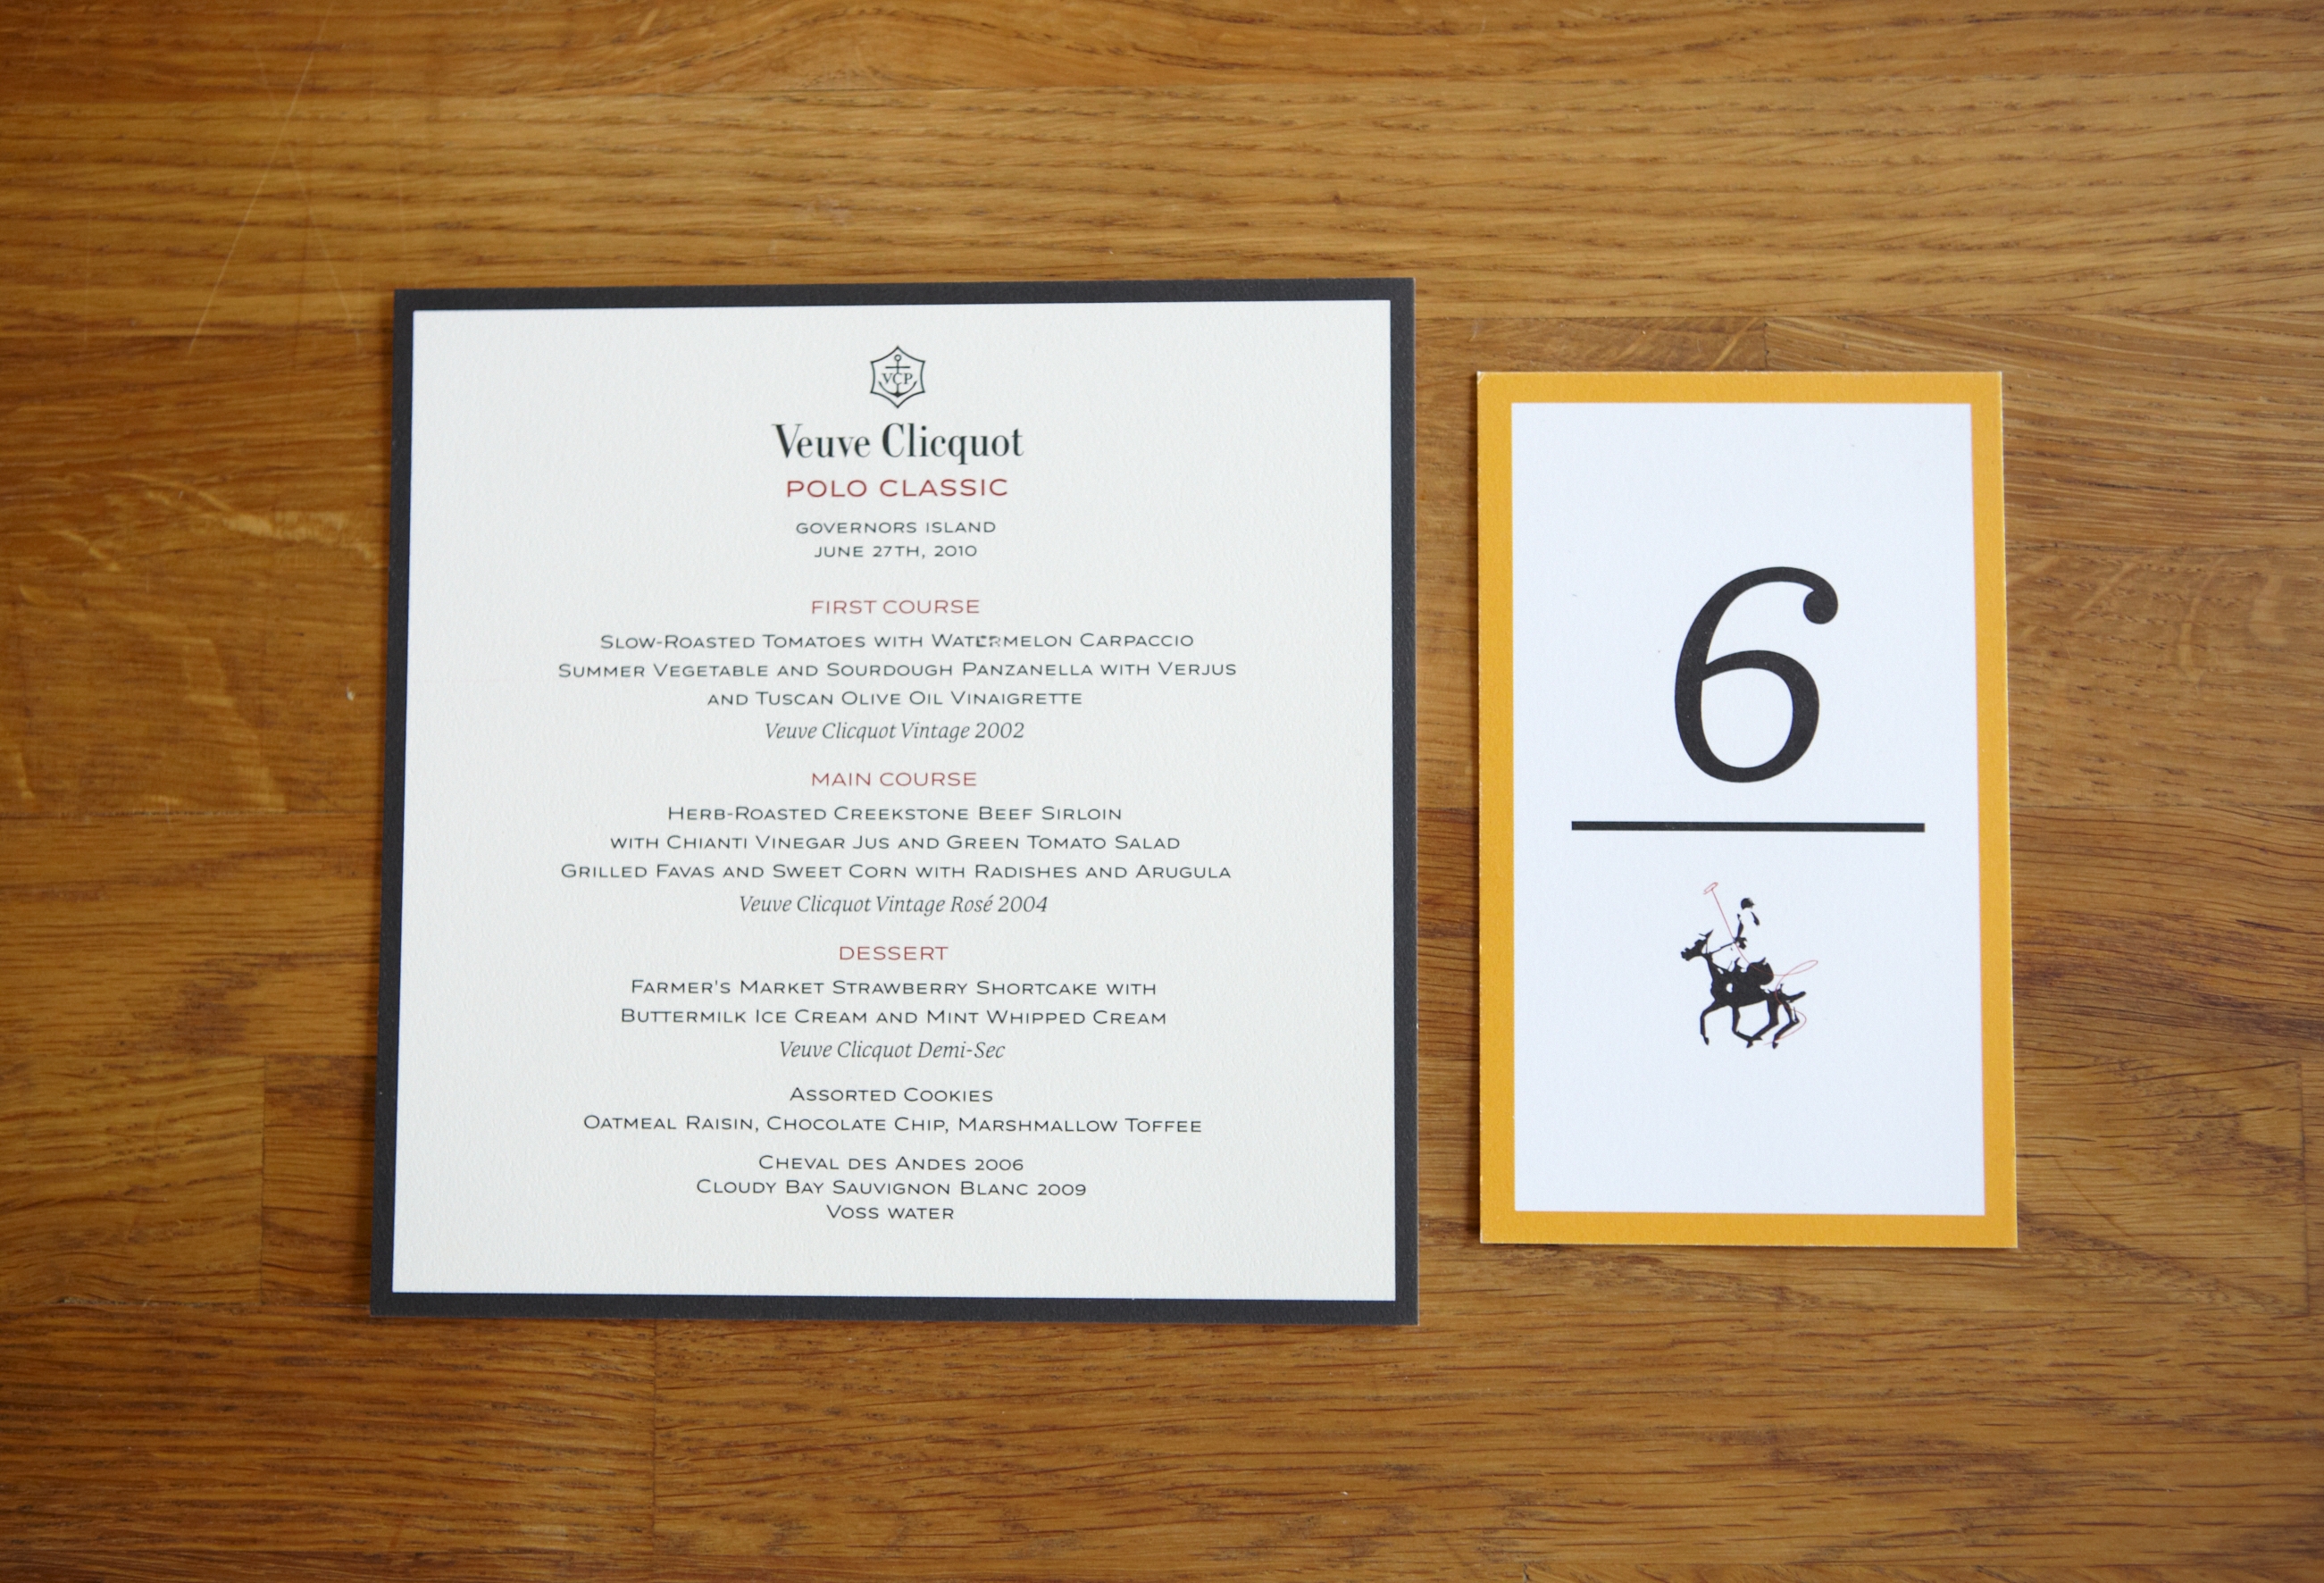 VCP
Veuve Clicquot
POLO CLASSIC
GOVERNORS ISLAND
JUNE 27TH, 2010
FIRST COURSE
SLOW-ROASTED TOMATOES WITH WATERMELON CARPACCIO
SUMMER VEGETABLE AND SOURDOUGH PANZANELLA WITH VERJUS
AND TUSCAN OLIVE OIL VINAIGRETTE
Veuve Clicquot Vintage 2002
MAIN COURSE
HERB-ROASTED CREEKSTONE BEEF SIRLOIN
WITH CHIANTI VINEGAR JUS AND GREEN TOMATO SALAD
GRILLED FAVAS AND SWEET CORN WITH RADISHES AND ARUGULA
Veuve Clicquot Vintage Rosé 2004
DESSERT
FARMER'S MARKET STRAWBERRY SHORTCAKE WITH
BUTTERMILK ICE CREAM AND MINT WHIPPED CREAM
Veuve Clicquot Demi-Sec
ASSORTED COOKIES
OATMEAL RAISIN, CHOCOLATE CHIP, MARSHMALLOW TOFFEE
CHEVAL DES ANDES 2006
CLOUDY BAY SAUVIGNON BLANC 2009
VOSS WATER
6